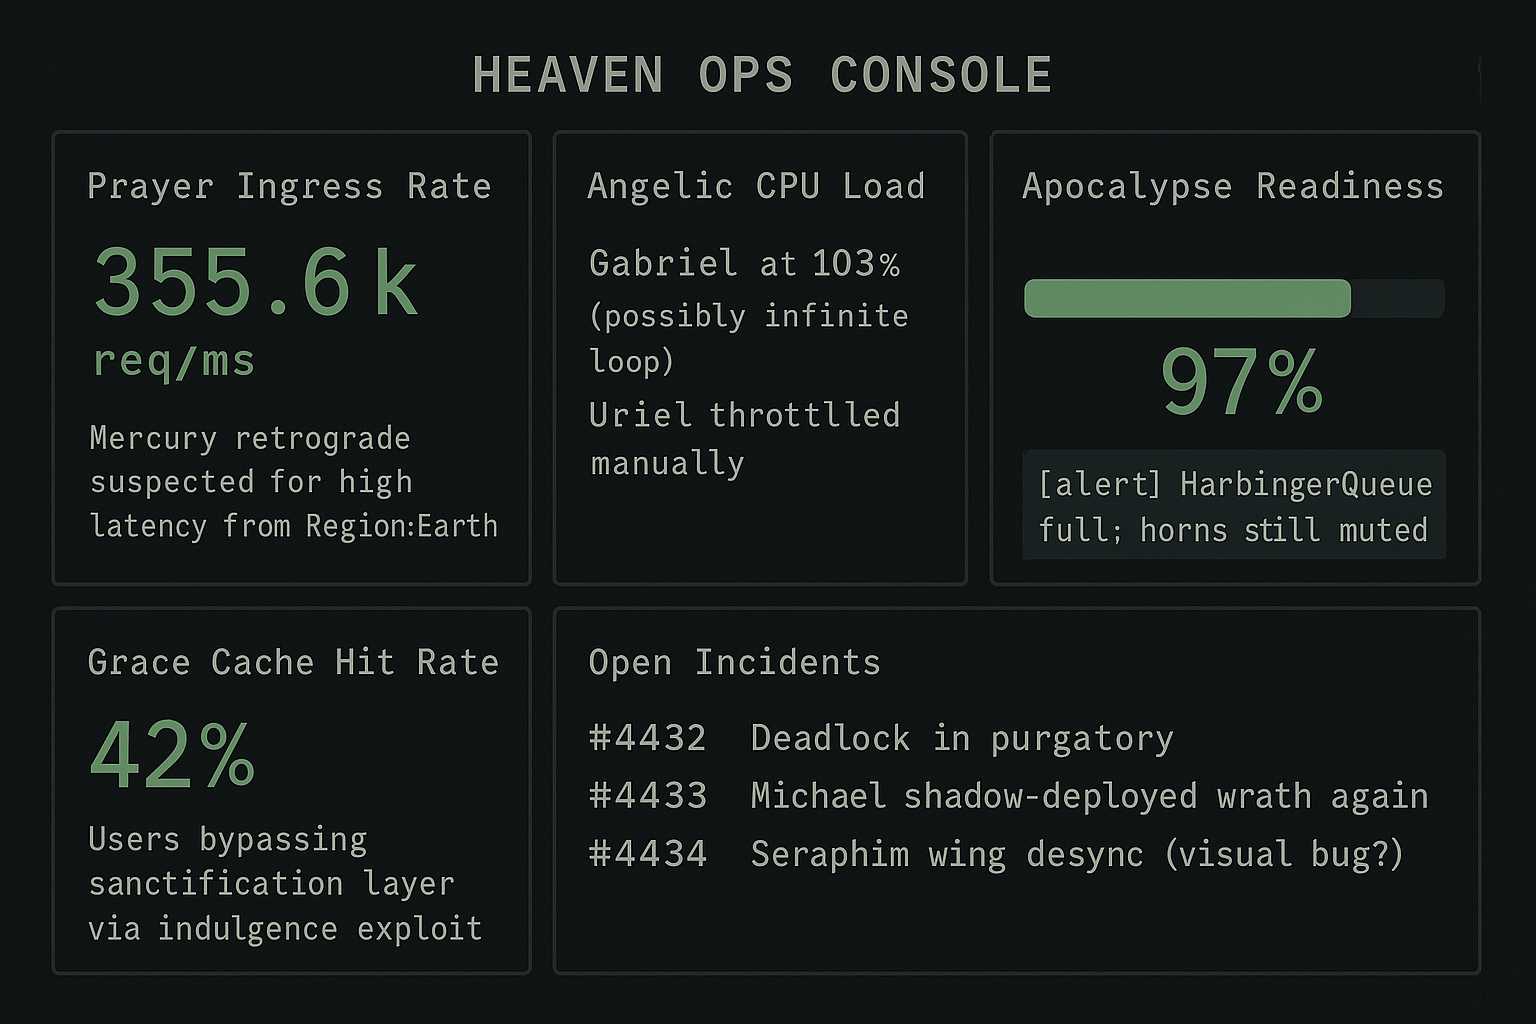 HEAVEN OPS CONSOLE
Prayer Ingress Rate
355.6k
req/ms
Mercury retrograde
suspected for high
latency from Region:Earth
Angelic CPU Load
Gabriel at 103%
(possibly infinite
loop)
Uriel throttlled
manually
Apocalypse Readiness
97%
[alert] HarbingerQueue
full; horns still muted
Grace Cache Hit Rate
42%
Users bypassing
sanctification layer
via indulgence exploit
Open Incidents
#4432 Deadlock in purgatory
#4433 Michael shadow-deployed wrath again
#4434 Seraphim wing desync (visual bug?)